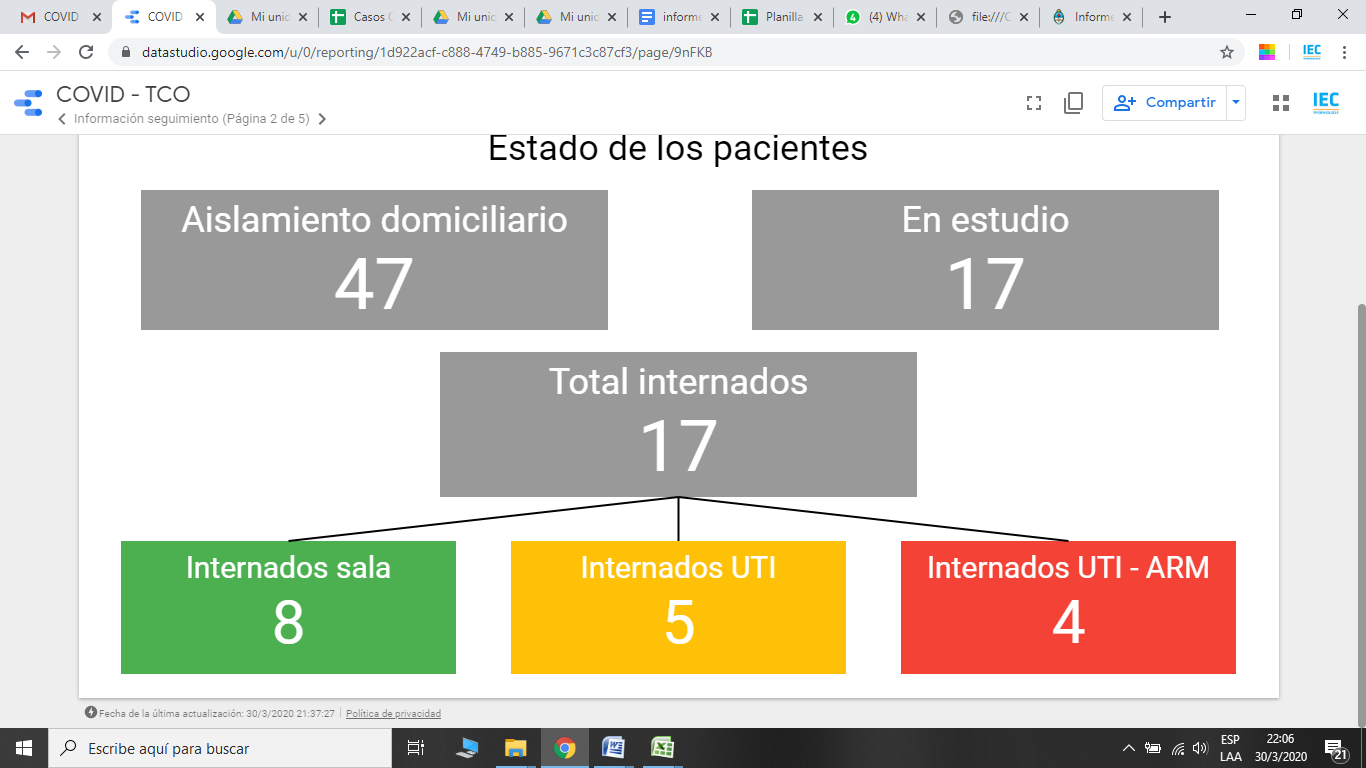 COVID
COVID
Mi unic
Casos C
Mi unic
Mi unic
informe
Planilla
(4) Wha
file:///C
Informe
datastudio.google.com/u/0/reporting/1d922acf-c888-4749-b885-9671c3c87cf3/page/9nFKB
IEC
COVID - TCO
Información seguimiento (Página 2 de 5)
Compartir
IEC
Estado de los pacientes
Aislamiento domiciliario
47
En estudio
17
Total internados
17
Internados sala
8
Internados UTI
5
Internados UTI - ARM
4
Fecha de la última actualización: 30/3/2020 21:37:27
Política de privacidad
Escribe aquí para buscar
ESP
LAA
22:06
30/3/2020
21